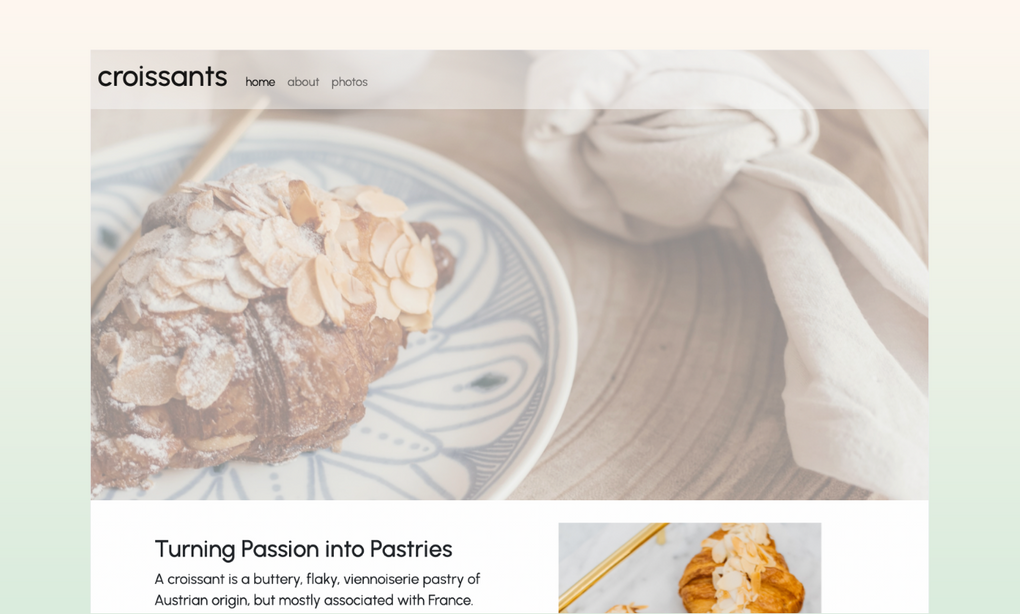 croissants home about photos
Turning Passion into Pastries
A croissant is a buttery, flaky, viennoiserie pastry of
Austrian origin, but mostly associated with France.